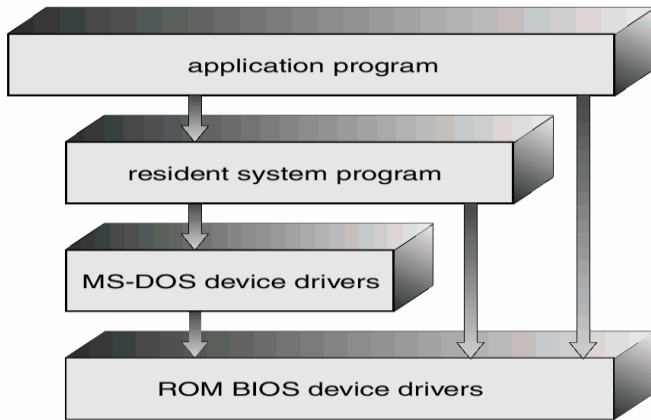 application program
resident system program
MS-DOS device drivers
ROM BIOS device drivers